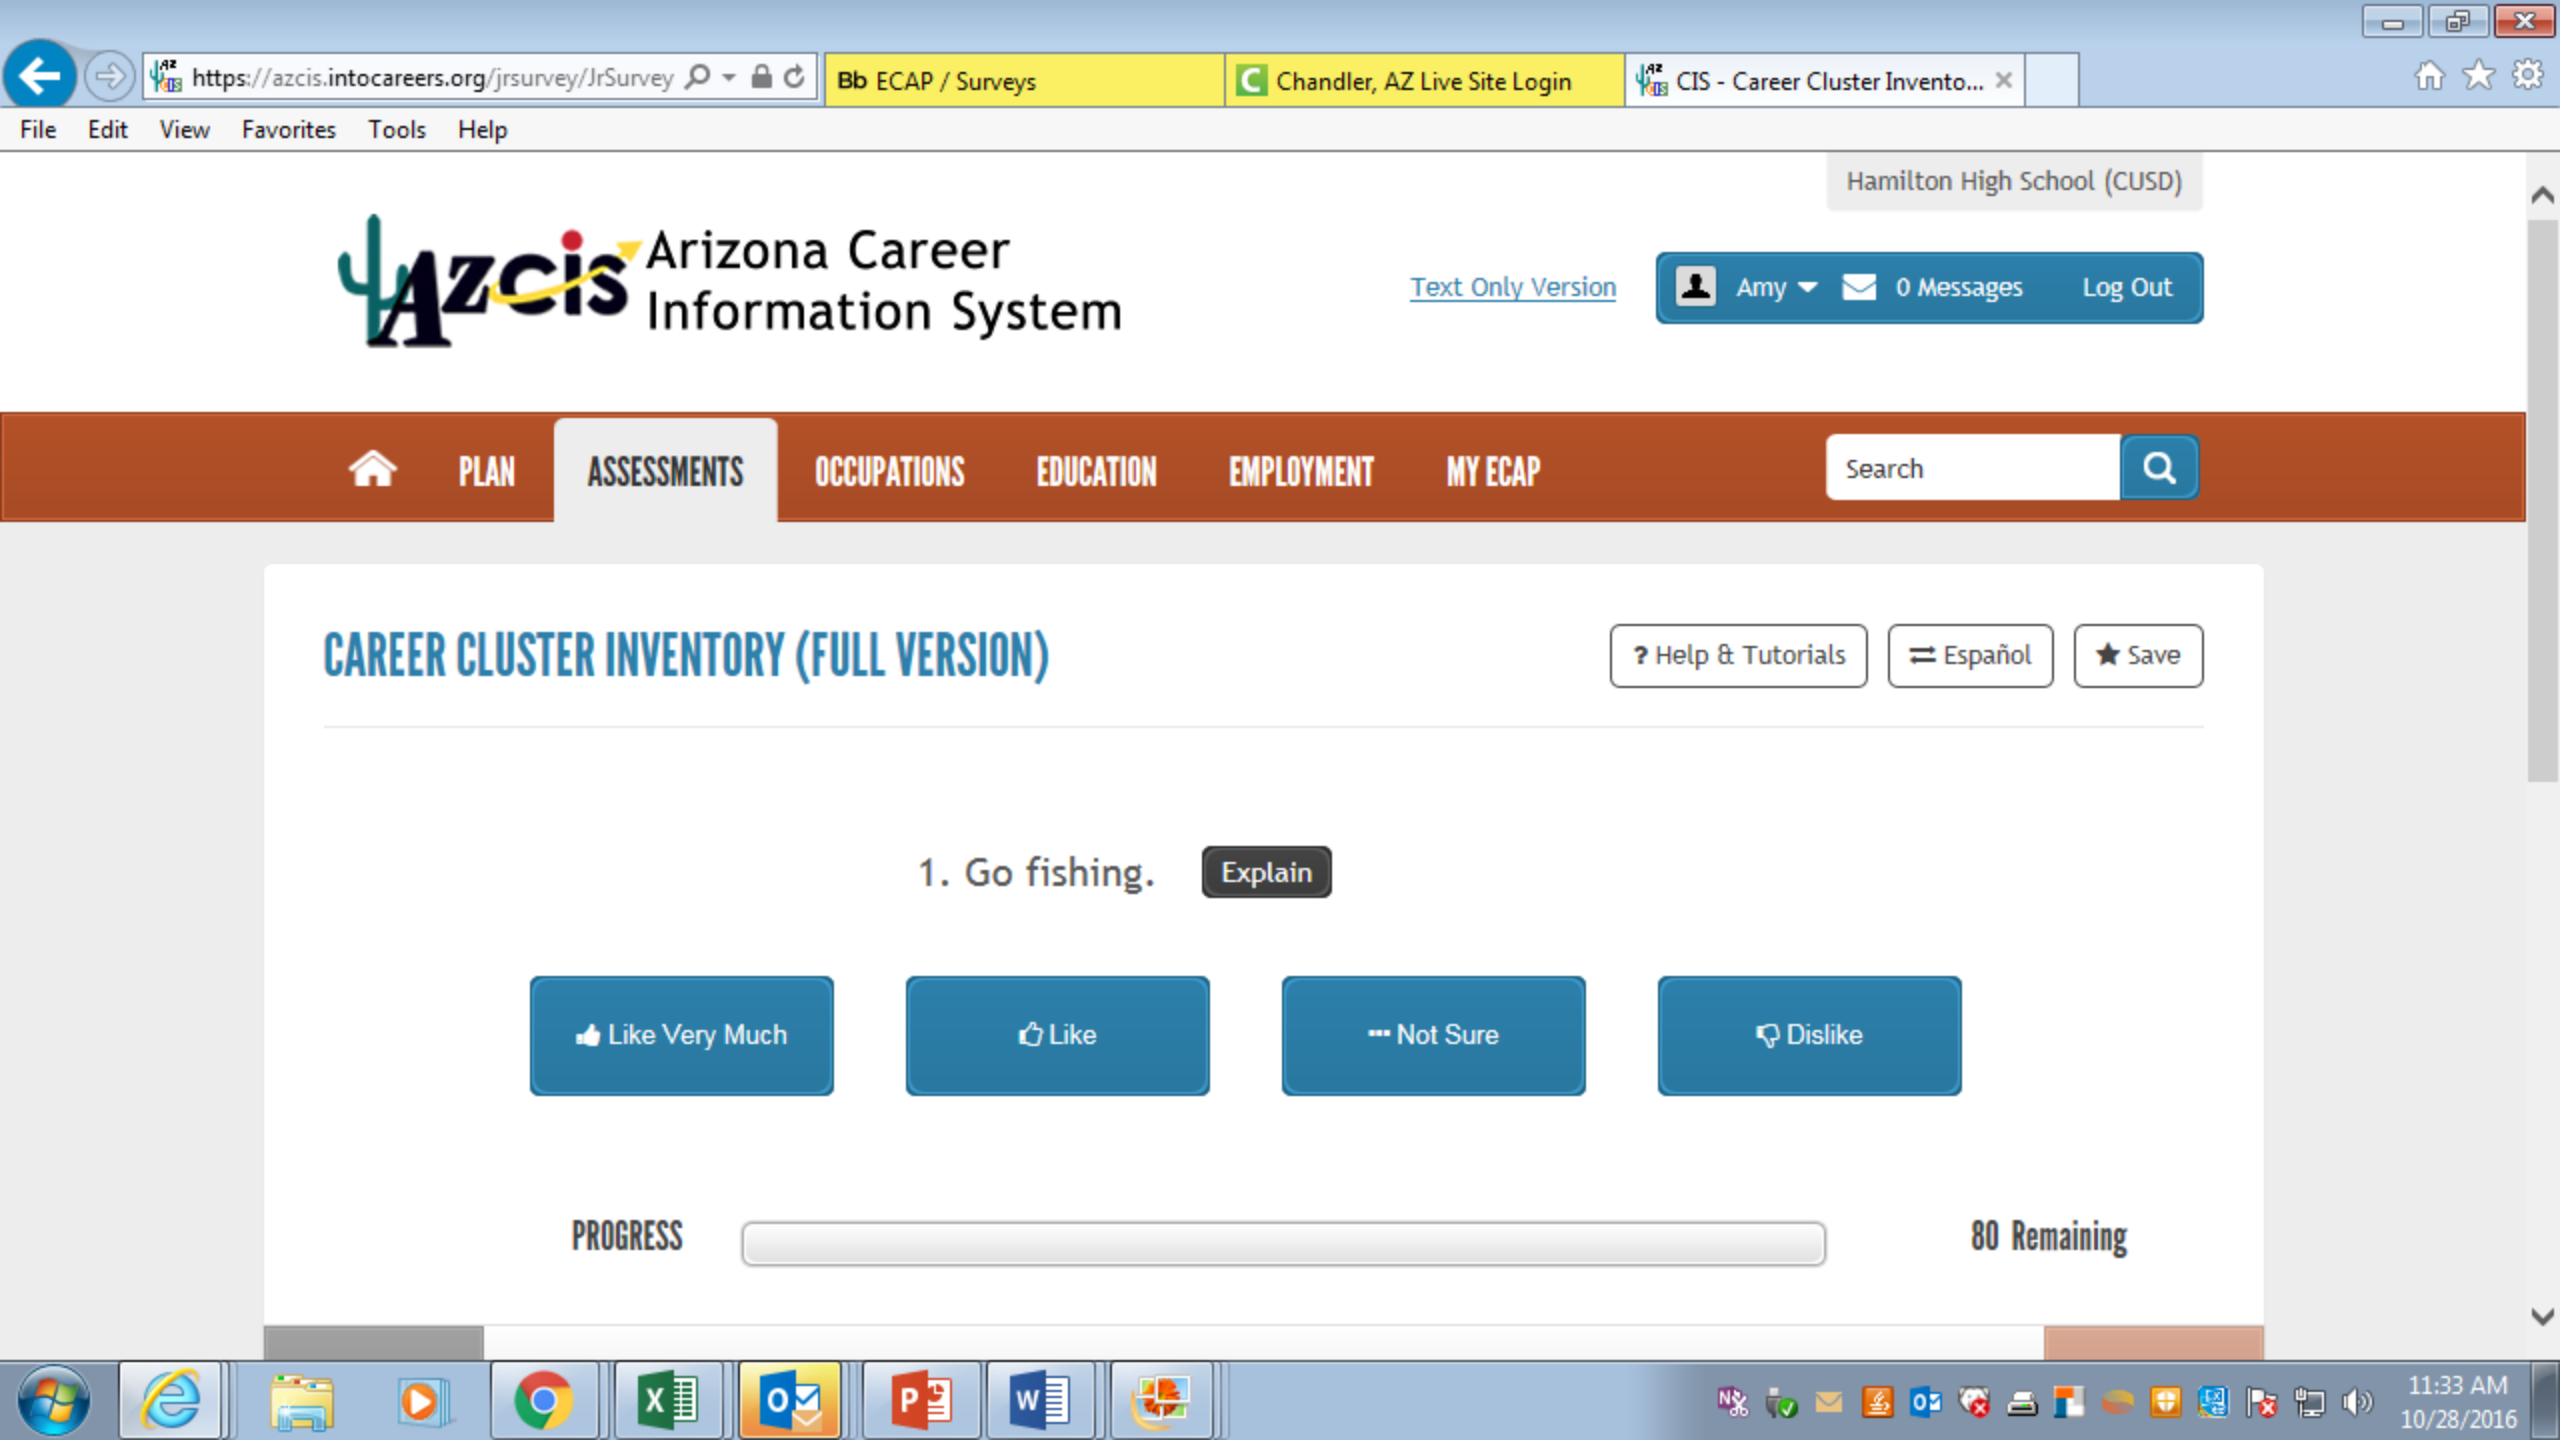 https://azcis.intocareers.org/jrsurvey/JrSurvey
Bb ECAP / Surveys
C Chandler, AZ Live Site Login
CIS - Career Cluster Invento...
File Edit View Favorites Tools Help
Hamilton High School (CUSD)
AZCIS Arizona Career
Information System
Text Only Version
Amy 0 Messages Log Out
PLAN ASSESSMENTS OCCUPATIONS EDUCATION EMPLOYMENT MY ECAP
Search
CAREER CLUSTER INVENTORY (FULL VERSION)
? Help & Tutorials
Español
Save
1. Go fishing. Explain
Like Very Much
Like
Not Sure
Dislike
PROGRESS
80 Remaining
11:33 AM
10/28/2016